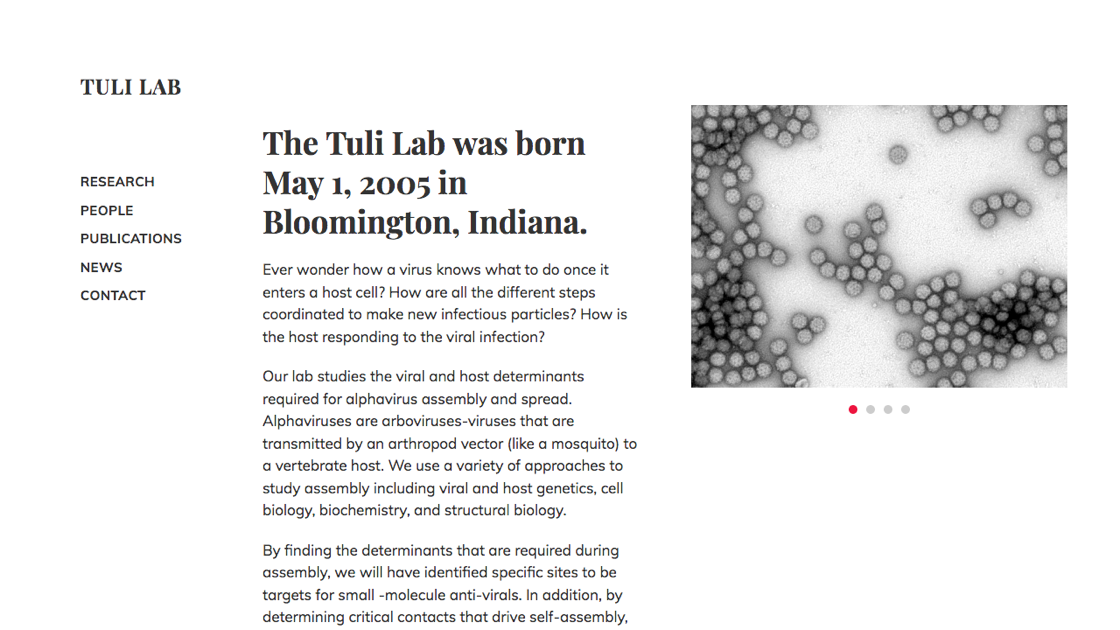 TULI LAB
RESEARCH
PEOPLE
PUBLICATIONS
NEWS
CONTACT
The Tuli Lab was born
May 1, 2005 in
Bloomington, Indiana.
Ever wonder how a virus knows what to do once it
enters a host cell? How are all the different steps
coordinated to make new infectious particles? How is
the host responding to the viral infection?
Our lab studies the viral and host determinants
required for alphavirus assembly and spread.
Alphaviruses are arboviruses-viruses that are
transmitted by an arthropod vector (like a mosquito) to
a vertebrate host. We use a variety of approaches to
study assembly including viral and host genetics, cell
biology, biochemistry, and structural biology.
By finding the determinants that are required during
assembly, we will have identified specific sites to be
targets for small -molecule anti-virals. In addition, by
determining critical contacts that drive self-assembly,